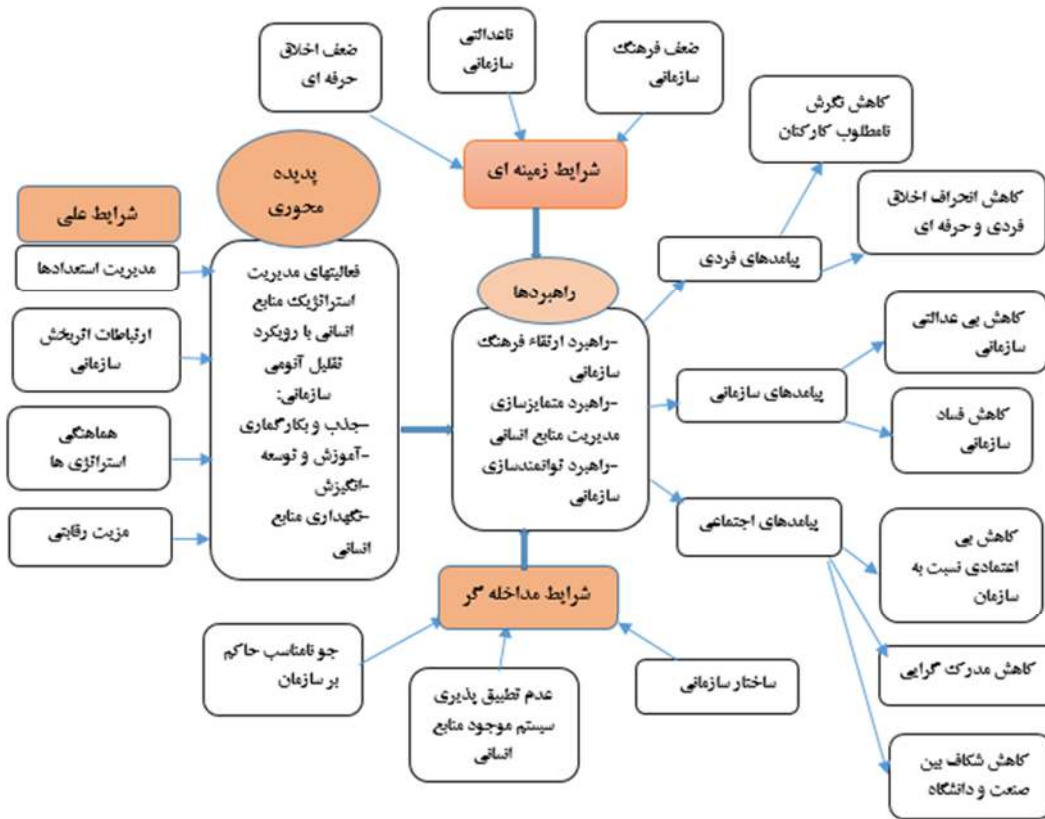 ضعف اخلاق
حرفه ای
ناعدالتی
سازمانی
ضعف فرهنگ
سازمانی
شرایط زمینه ای
پدیده
محوری
شرایط علی
مدیریت استعدادها
ارتباطات اثربخش
سازمانی
هماهنگی
استراتژی ها
مزیت رقابتی
فعالیتهای مدیریت
استراتژیک منابع
انسانی با رویکرد
تقلیل آنومی
سازمانی:
-جذب و بکارگماری
-آموزش و توسعه
-انگیزش
-نگهداری منابع
انسانی
راهبردها
-راهبرد ارتقاء فرهنگ
سازمانی
-راهبرد متمایزسازی
مدیریت منابع انسانی
-راهبرد توانمندسازی
سازمانی
شرایط مداخله گر
جو نامناسب حاکم
بر سازمان
عدم تطبیق پذیری
سیستم موجود منابع
انسانی
ساختار سازمانی
پیامدهای فردی
کاهش نگرش
نامطلوب کارکنان
کاهش انحراف اخلاق
فردی و حرفه ای
پیامدهای سازمانی
کاهش بی عدالتی
سازمانی
کاهش فساد
سازمانی
پیامدهای اجتماعی
کاهش بی
اعتمادی نسبت به
سازمان
کاهش مدرک گرایی
کاهش شکاف بین
صنعت و دانشگاه